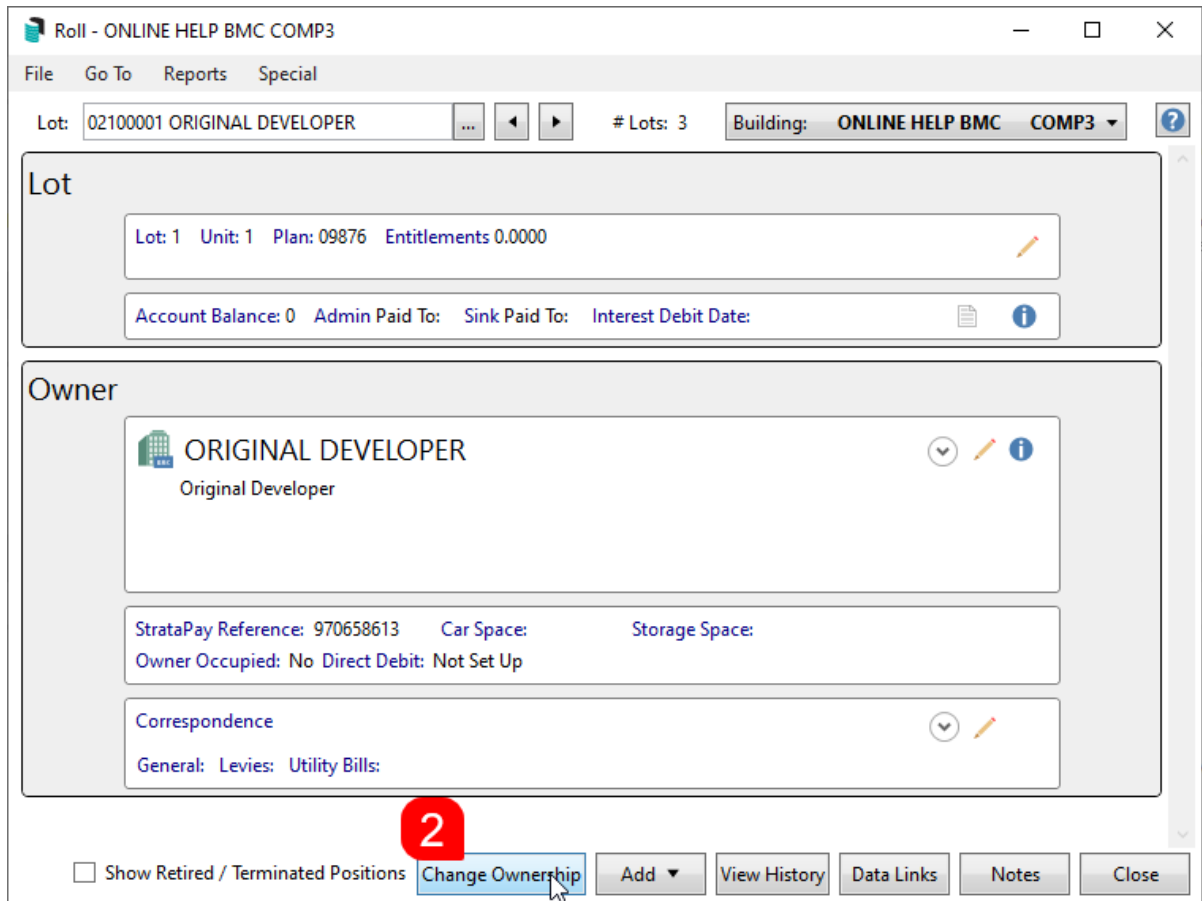 Roll - ONLINE HELP BMC COMP3
File Go To Reports Special
Lot: 02100001 ORIGINAL DEVELOPER ... # Lots: 3 Building: ONLINE HELP BMC COMP3 ?
Lot
Lot: 1 Unit: 1 Plan: 09876 Entitlements 0.0000
Account Balance: 0 Admin Paid To: Sink Paid To: Interest Debit Date:
Owner
ORIGINAL DEVELOPER
BMC
Original Developer
StrataPay Reference: 970658613 Car Space: Storage Space:
Owner Occupied: No Direct Debit: Not Set Up
Correspondence
General: Levies: Utility Bills:
2
Show Retired / Terminated Positions Change Ownership Add View History Data Links Notes Close